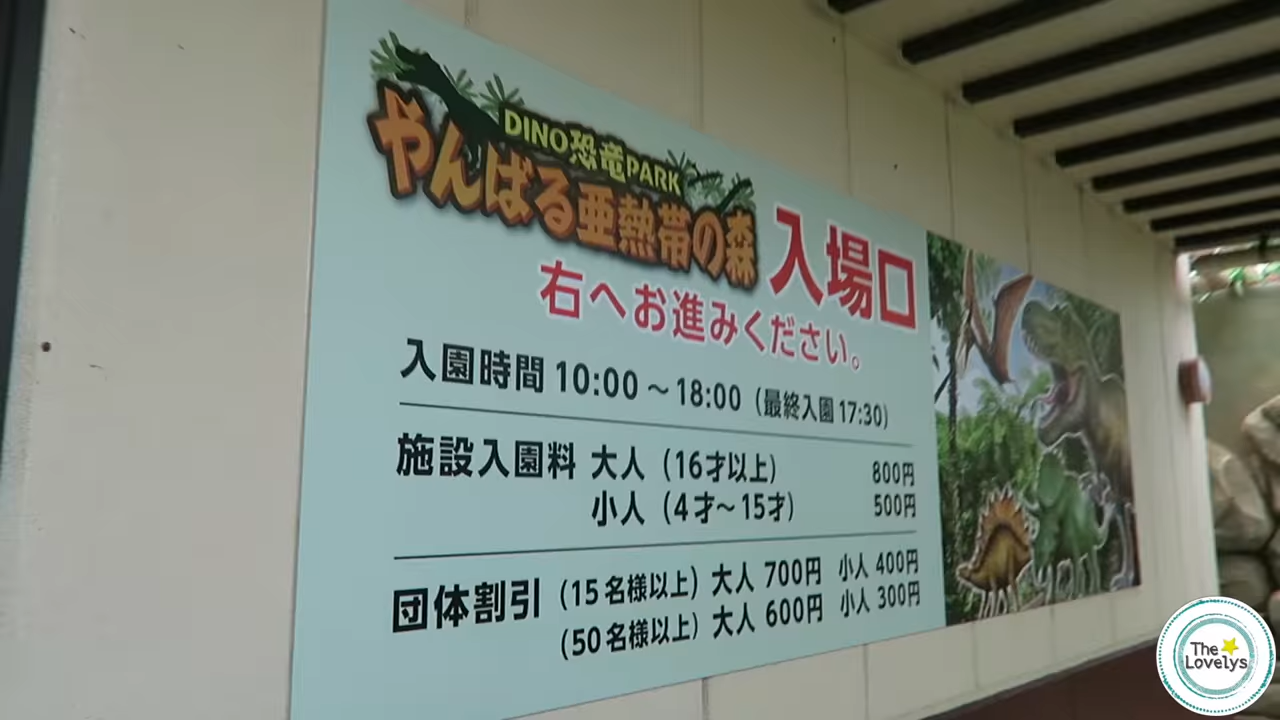 DINO恐竜PARK
やんばる亜熱帯の森
入場口
右へお進みください。
入園時間 10:00 ～ 18:00（最終入園 17:30）
施設入園料 大人（16才以上） 800円
小人（4才～15才） 500円
団体割引（15名様以上）大人 700円 小人 400円
（50名様以上）大人 600円 小人 300円
The Lovelys